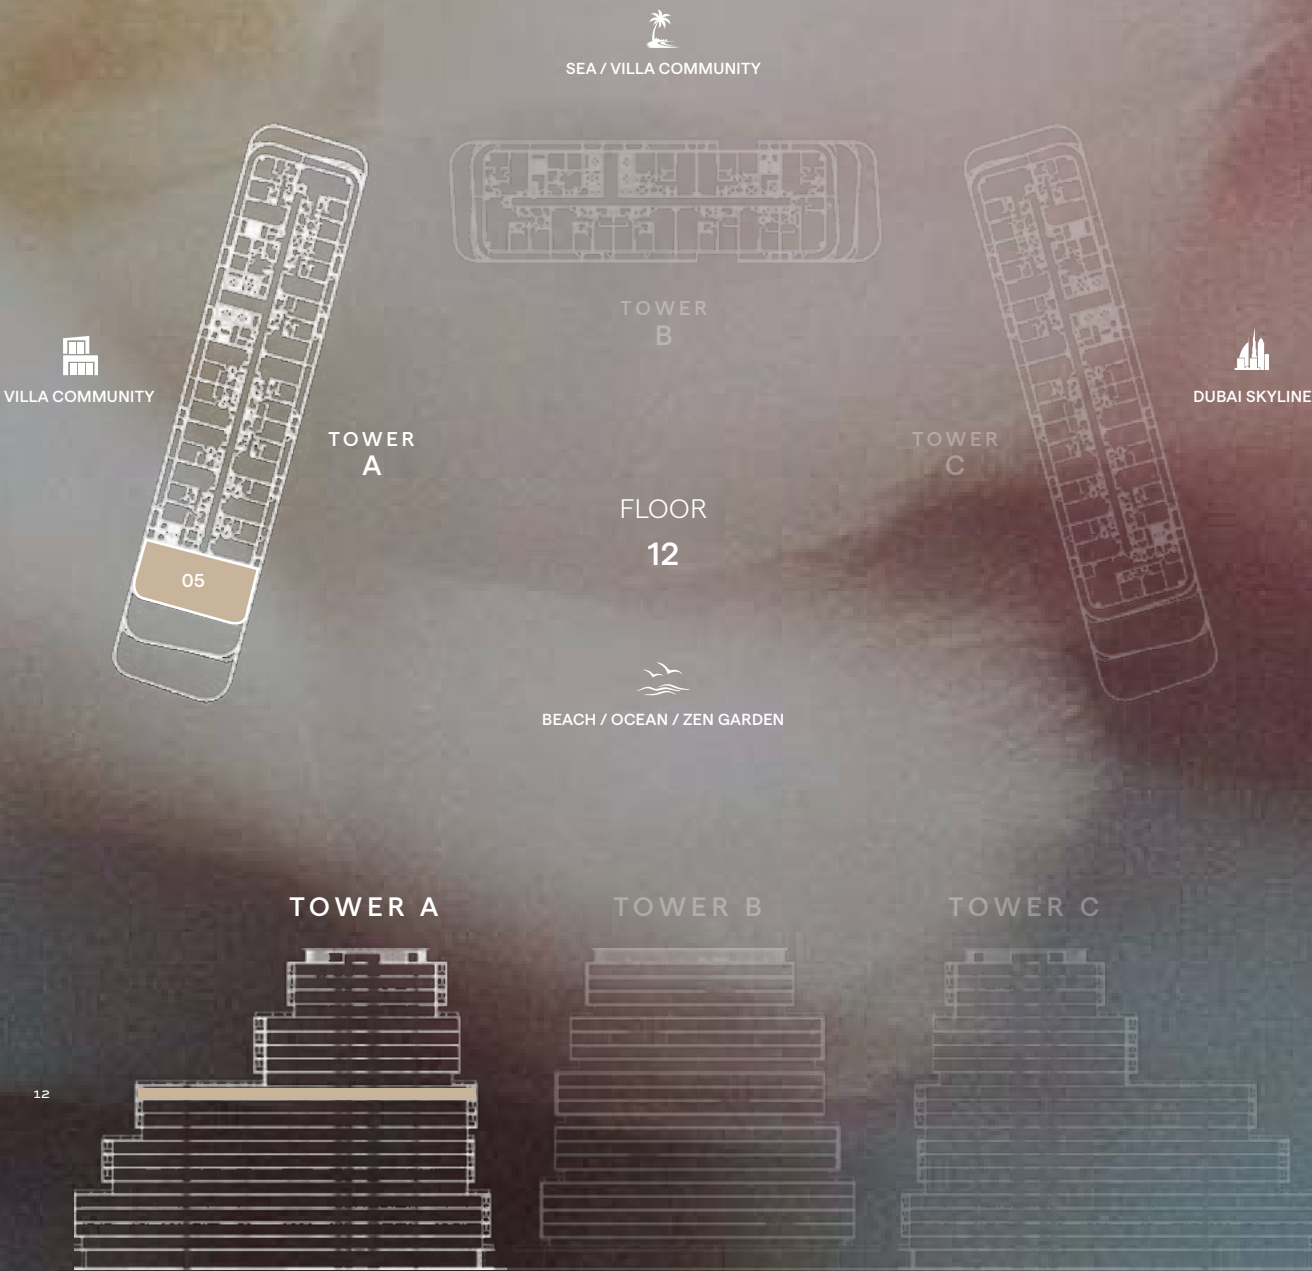 SEA / VILLA COMMUNITY
TOWER
B
VILLA COMMUNITY
DUBAI SKYLINE
TOWER
A
TOWER
C
FLOOR
12
05
BEACH / OCEAN / ZEN GARDEN
TOWER A
TOWER B
TOWER C
12